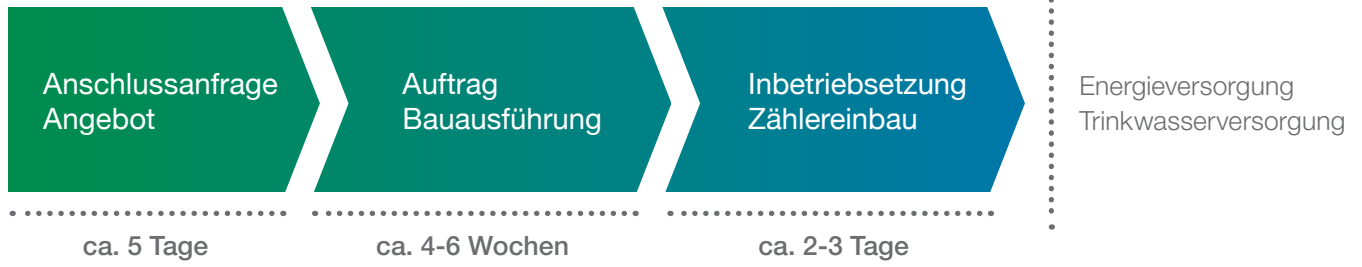 Anschlussanfrage
Angebot
Auftrag
Bauausführung
Inbetriebsetzung
Zählereinbau
Energieversorgung
Trinkwasserversorgung
ca. 5 Tage
ca. 4-6 Wochen
ca. 2-3 Tage